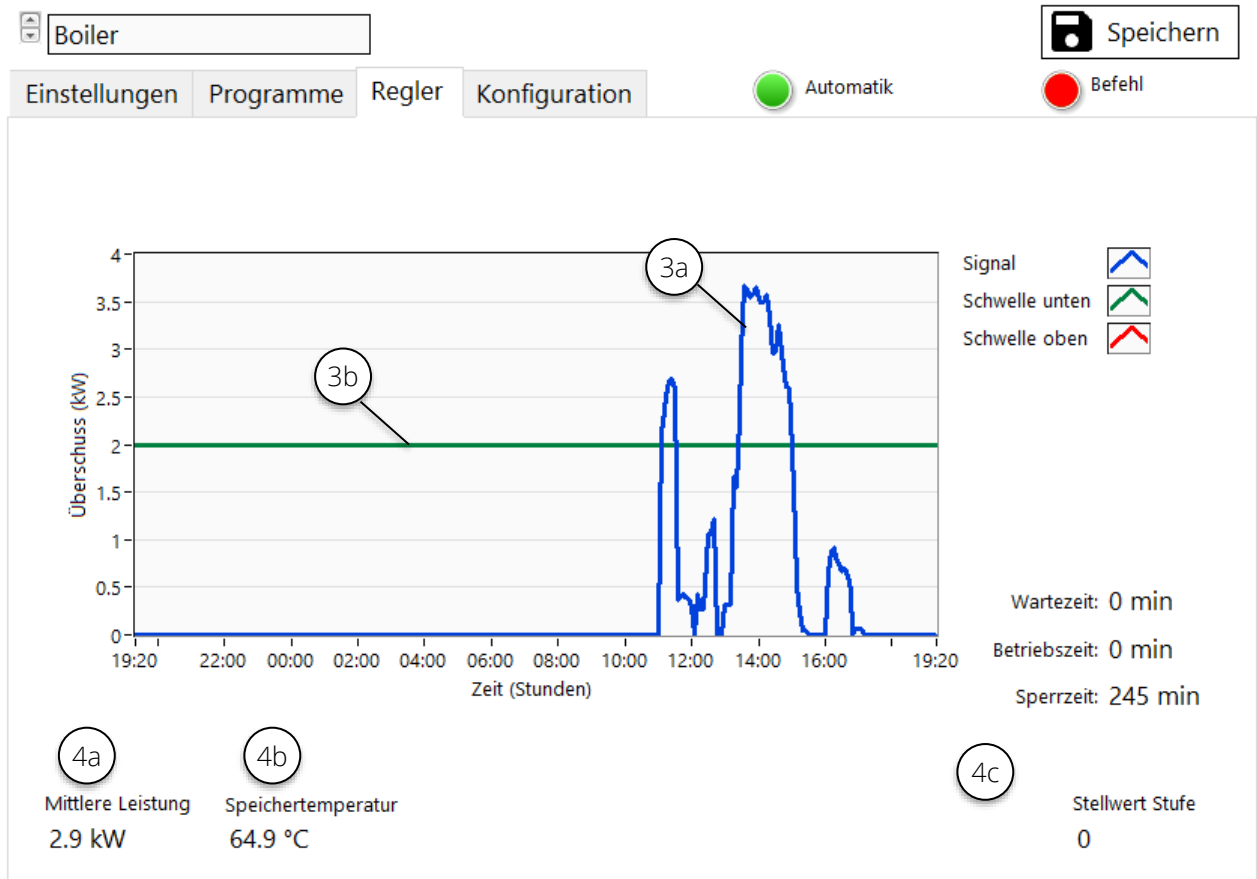 Boiler
Speichern
Einstellungen
Programme
Regler
Konfiguration
Automatik
Befehl
Überschuss (kW)
4
3.5
3
2.5
2
1.5
1
0.5
0
3a
3b
19:20 22:00 00:00 02:00 04:00 06:00 08:00 10:00 12:00 14:00 16:00 19:20
Zeit (Stunden)
Signal
Schwelle unten
Schwelle oben
Wartezeit: 0 min
Betriebszeit: 0 min
Sperrzeit: 245 min
4a
Mittlere Leistung
2.9 kW
4b
Speichertemperatur
64.9 °C
4c
Stellwert Stufe
0